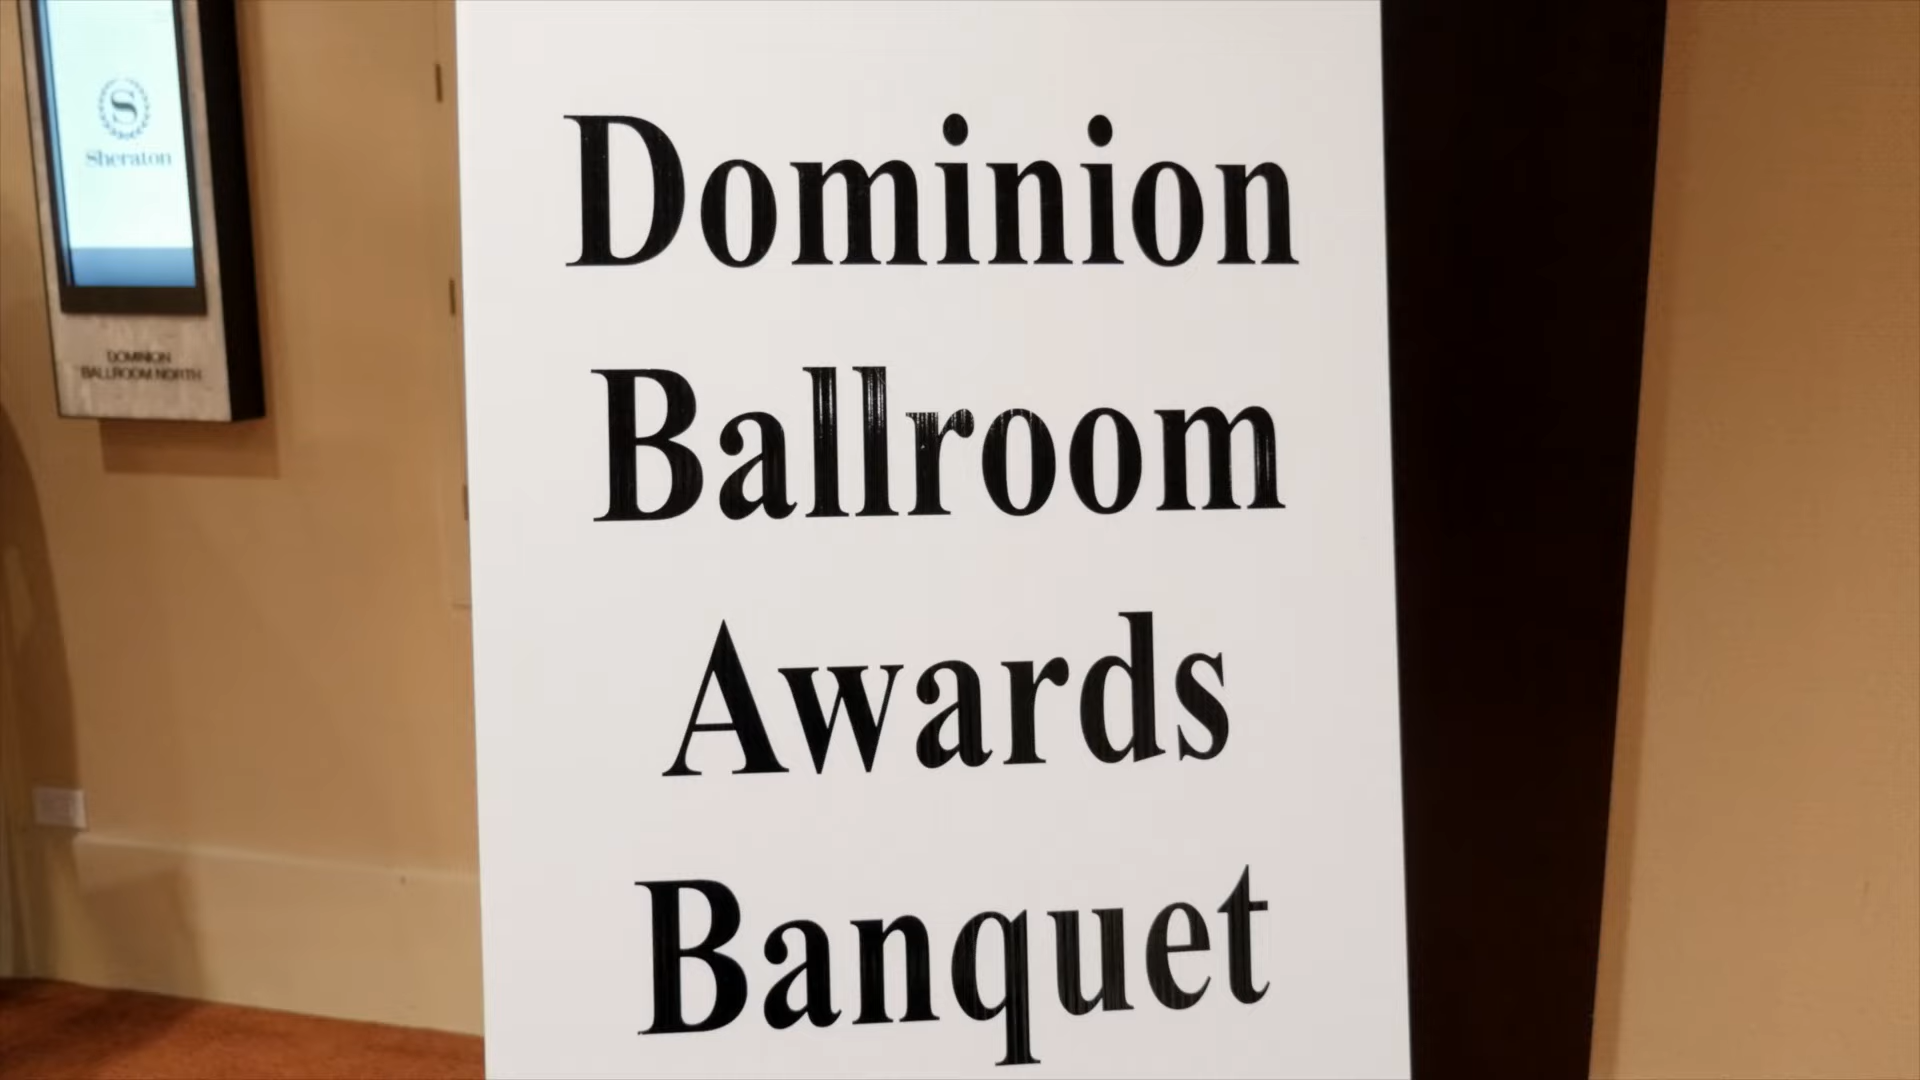 S
Sheraton
DOMINION
BALLROOM NORTH
Dominion
Ballroom
Awards
Banquet